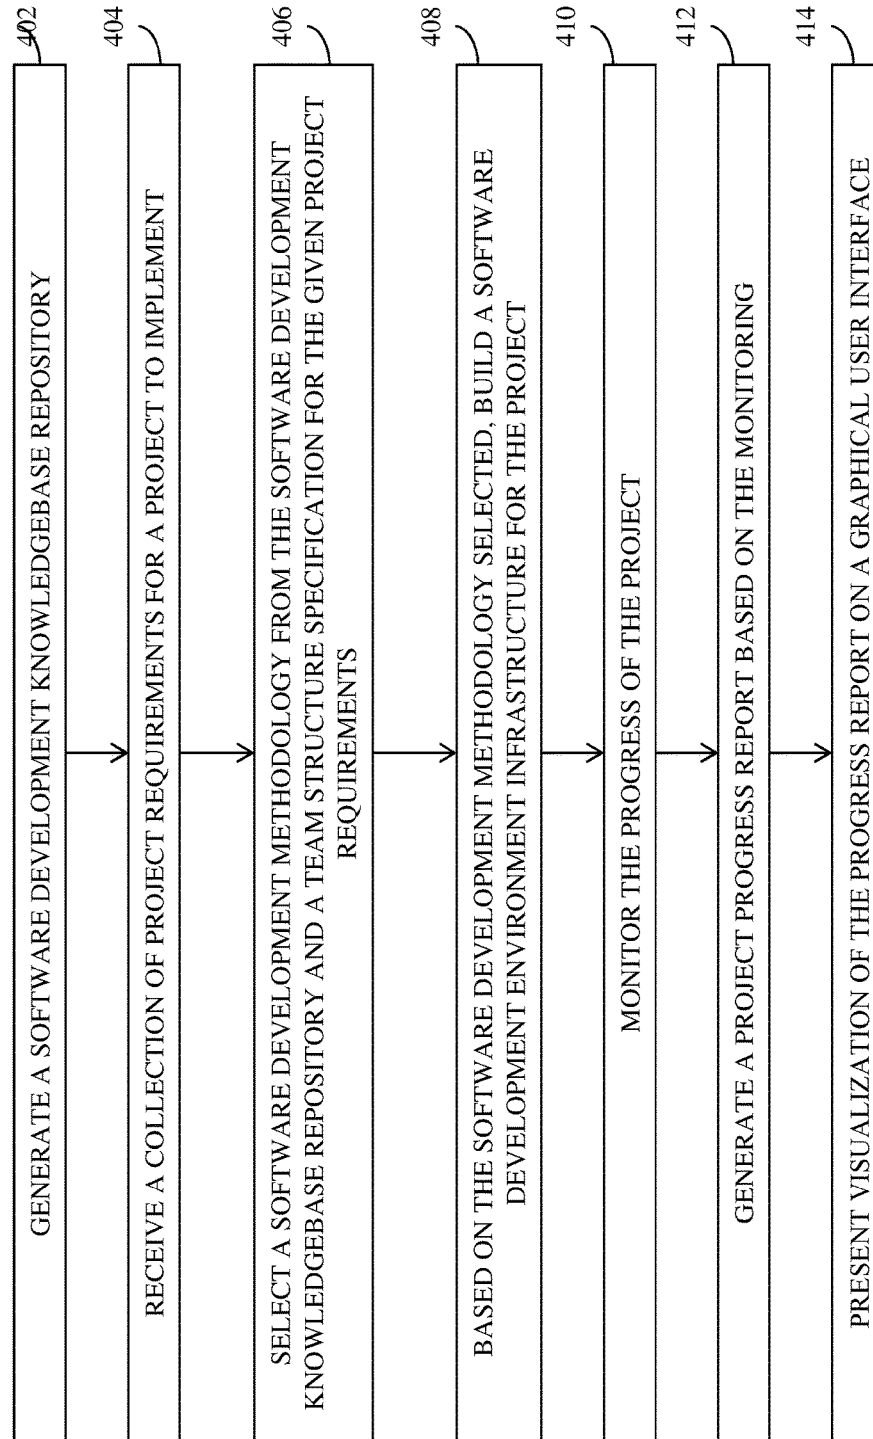 402
GENERATE A SOFTWARE DEVELOPMENT KNOWLEDGEBASE REPOSITORY
404
RECEIVE A COLLECTION OF PROJECT REQUIREMENTS FOR A PROJECT TO IMPLEMENT
406
SELECT A SOFTWARE DEVELOPMENT METHODOLOGY FROM THE SOFTWARE DEVELOPMENT
KNOWLEDGEBASE REPOSITORY AND A TEAM STRUCTURE SPECIFICATION FOR THE GIVEN PROJECT
REQUIREMENTS
408
BASED ON THE SOFTWARE DEVELOPMENT METHODOLOGY SELECTED, BUILD A SOFTWARE
DEVELOPMENT ENVIRONMENT INFRASTRUCTURE FOR THE PROJECT
410
MONITOR THE PROGRESS OF THE PROJECT
412
GENERATE A PROJECT PROGRESS REPORT BASED ON THE MONITORING
414
PRESENT VISUALIZATION OF THE PROGRESS REPORT ON A GRAPHICAL USER INTERFACE